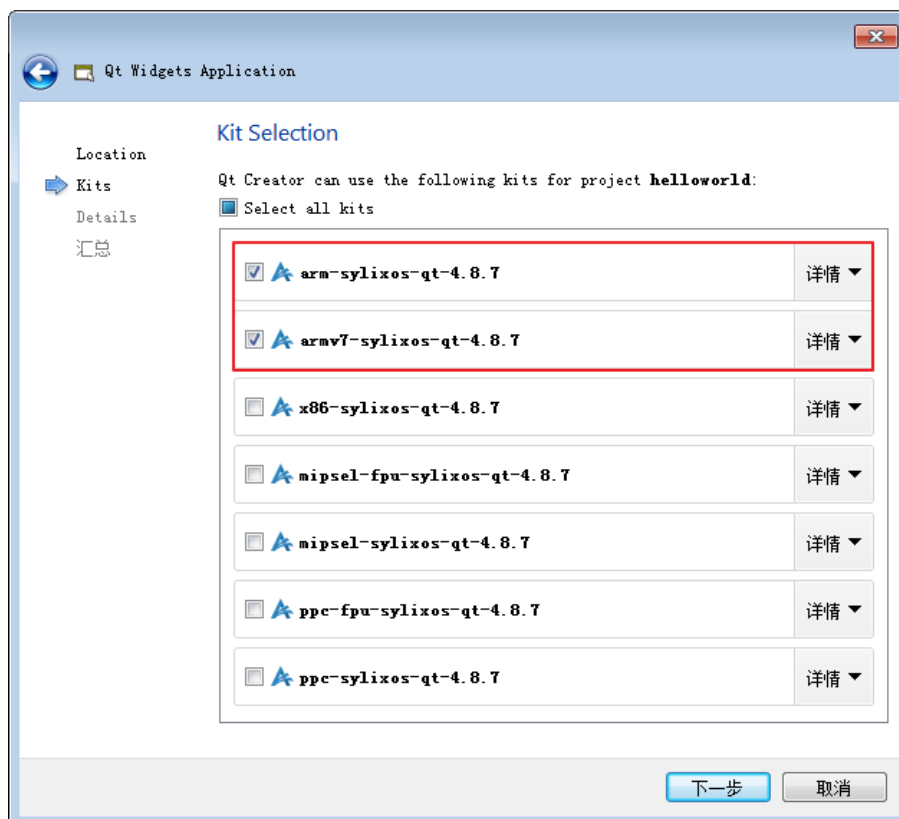 Qt Widgets Application
Kit Selection
Location
Kits
Details
汇总
Qt Creator can use the following kits for project helloworld:
Select all kits
arm-sylixos-qt-4.8.7 详情
armv7-sylixos-qt-4.8.7 详情
x86-sylixos-qt-4.8.7 详情
mipsel-fpu-sylixos-qt-4.8.7 详情
mipsel-sylixos-qt-4.8.7 详情
ppc-fpu-sylixos-qt-4.8.7 详情
ppc-sylixos-qt-4.8.7 详情
下一步 取消